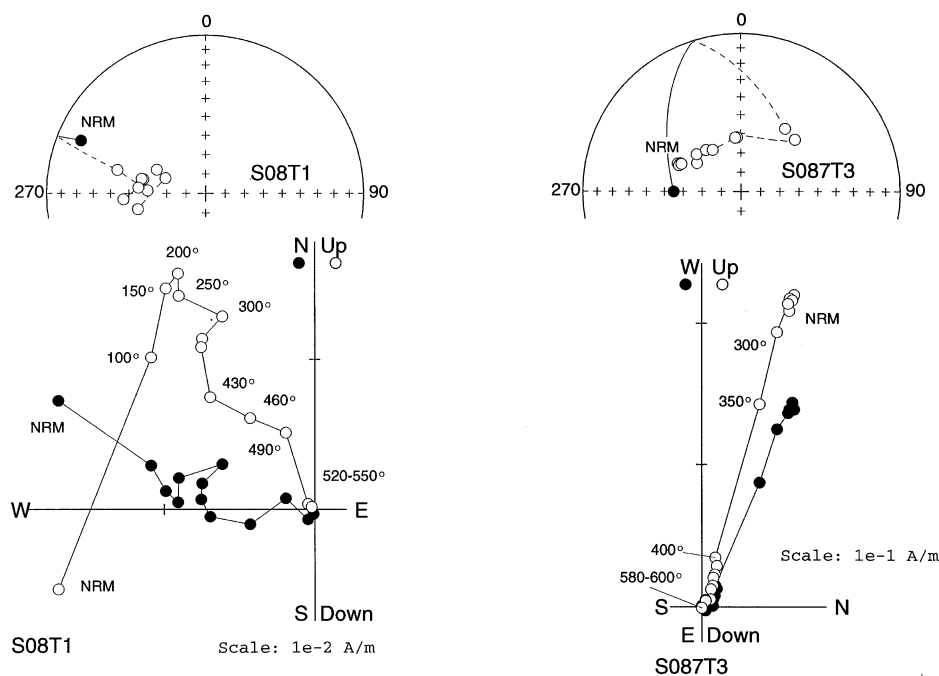 0
NRM
S08T1
270
90
N Up
200°
150°
250°
300°
100°
430°
460°
490°
520-550°
NRM
W
E
NRM
S Down
S08T1
Scale: 1e-2 A/m
0
NRM
S087T3
270
90
W Up
NRM
300°
350°
400°
580-600°
Scale: 1e-1 A/m
S
N
E Down
S087T3